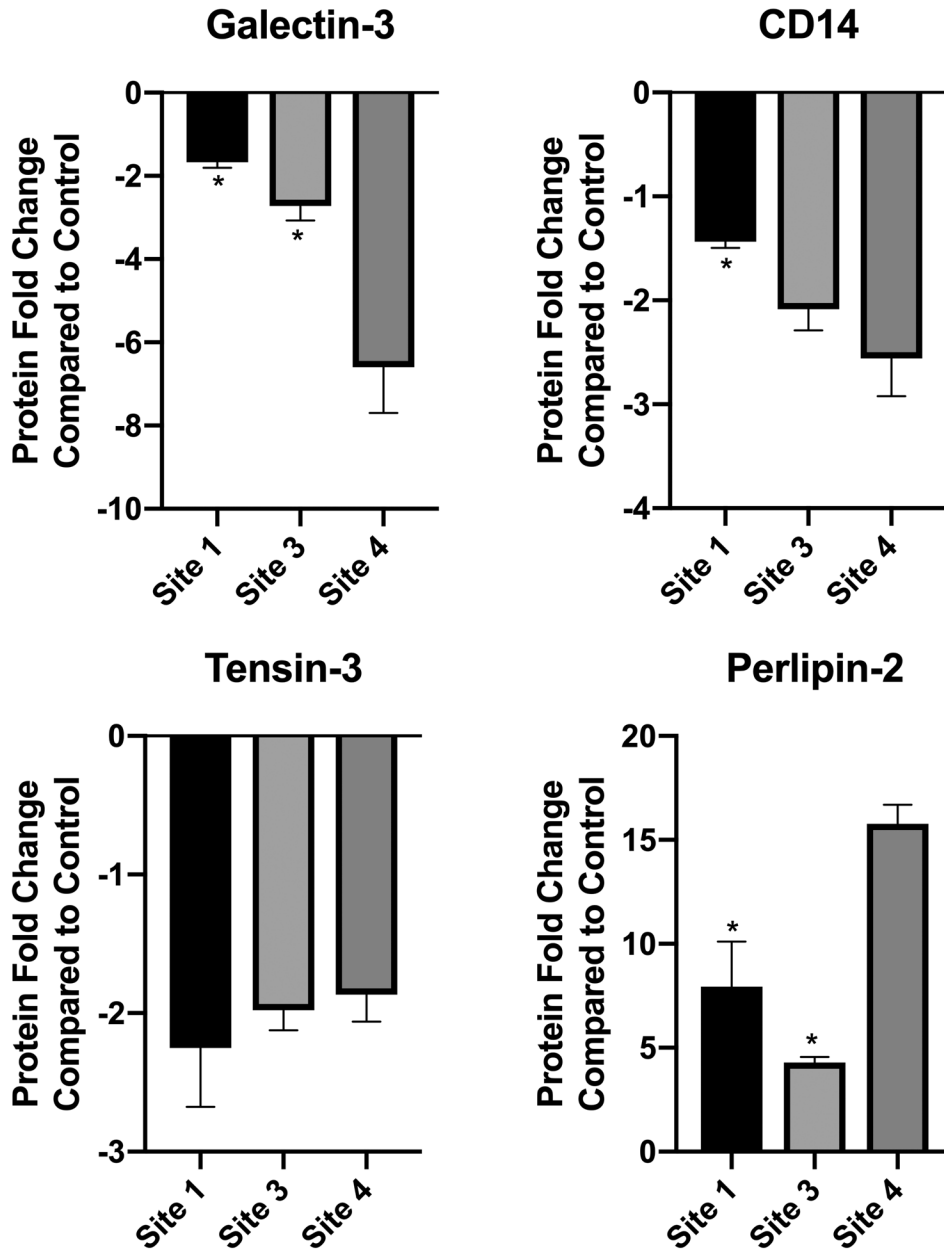 Galectin-3
Protein Fold Change
Compared to Control
0
-2
-4
-6
-8
-10
*
*
Site 1
Site 3
Site 4
CD14
Protein Fold Change
Compared to Control
0
-1
-2
-3
-4
*
Site 1
Site 3
Site 4
Tensin-3
Protein Fold Change
Compared to Control
0
-1
-2
-3
Site 1
Site 3
Site 4
Perlipin-2
Protein Fold Change
Compared to Control
20
15
10
5
0
*
*
Site 1
Site 3
Site 4